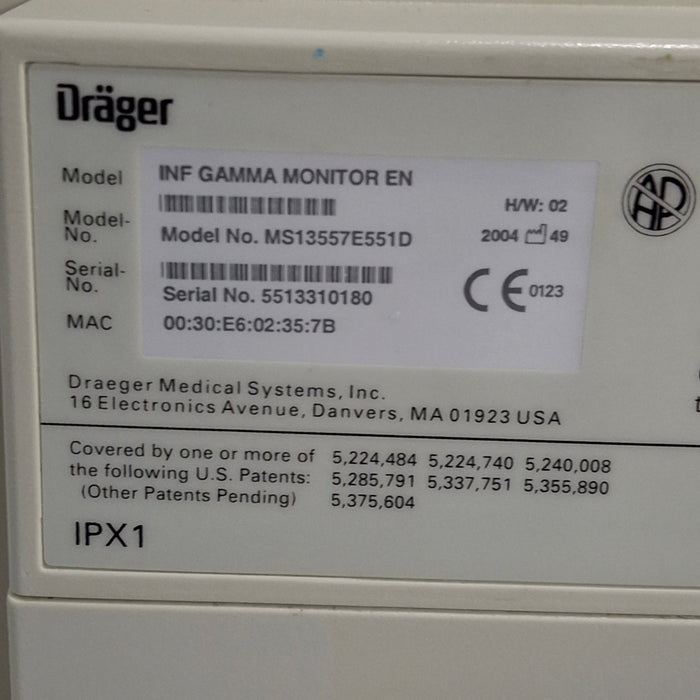 Dräger
Model INF GAMMA MONITOR EN
H/W: 02
Model-
No. Model No. MS13557E551D
2004 49
Serial-
No. Serial No. 5513310180
CE 0123
MAC 00:30:E6:02:35:7B
Draeger Medical Systems, Inc.
16 Electronics Avenue, Danvers, MA 01923 USA
Covered by one or more of 5,224,484 5,224,740 5,240,008
the following U.S. Patents: 5,285,791 5,337,751 5,355,890
(Other Patents Pending) 5,375,604
IPX1